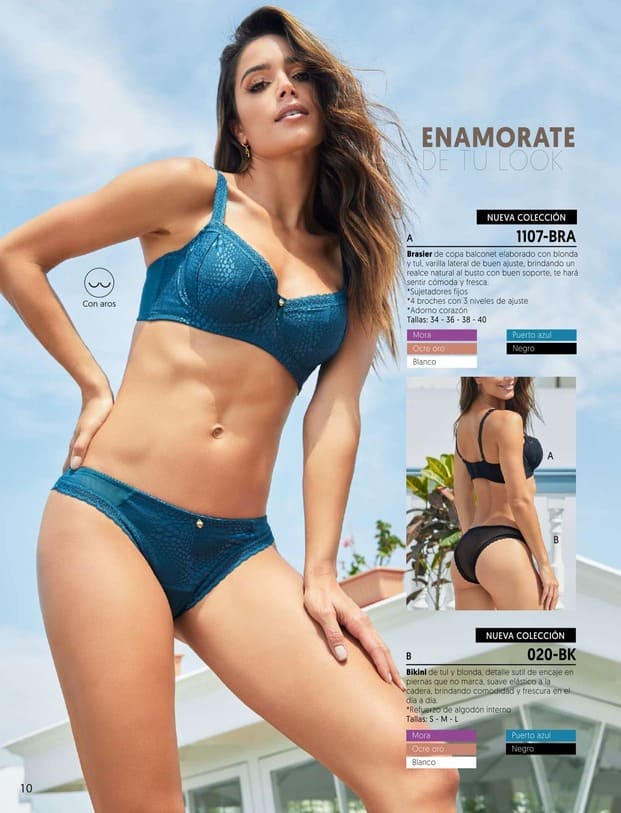 ENAMORATE
DE TU LOOK
NUEVA COLECCIÓN
A 1107-BRA
Brasier de copa balconet elaborado con blonda
y tul, varilla lateral de buen ajuste, brindando un
realce natural al busto con buen soporte, te hará
sentir cómoda y fresca.
*Sujetadores fijos
*4 broches con 3 niveles de ajuste
*Adorno corazón
Tallas: 34 - 36 - 38 - 40
Mora Puerto azul
Ocre oro Negro
Blanco
Con aros
A
B
NUEVA COLECCIÓN
B 020-BK
Bikini de tul y blonda, detalle sutil de encaje en
piernas que no marca, suave elástico a la
cadera, brindando comodidad y frescura en el
día a día.
*Refuerzo de algodón interno
Tallas: S - M - L
Mora Puerto azul
Ocre oro Negro
Blanco
10